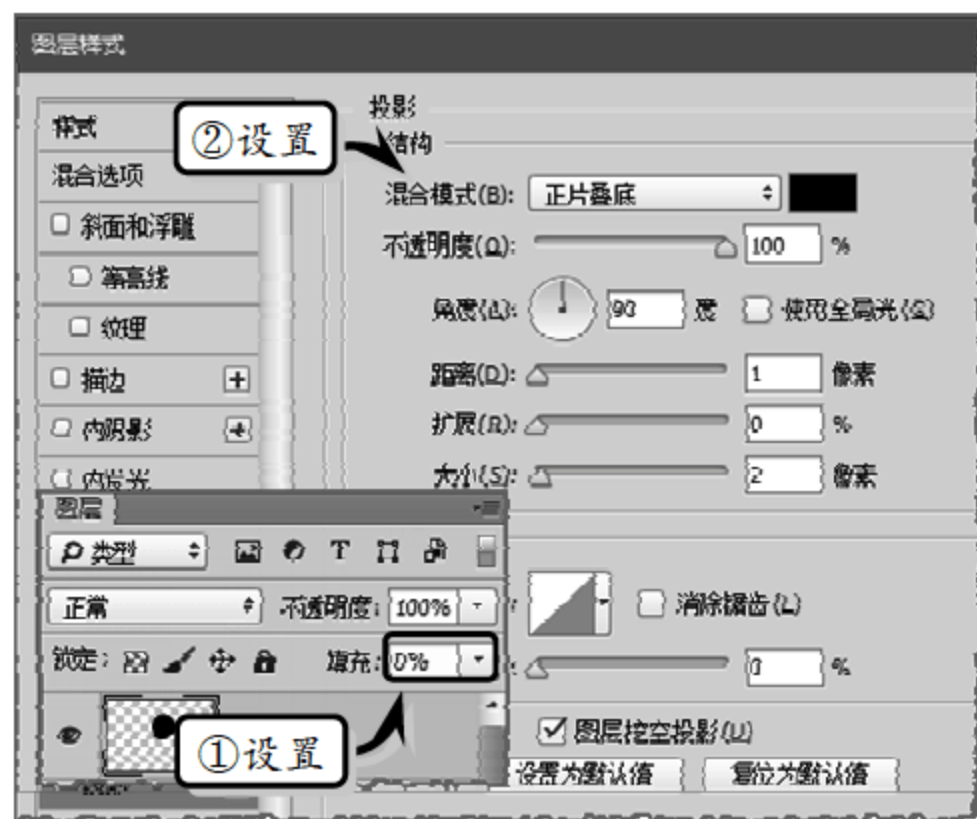 图层样式
样式
②设置
混合选项
斜面和浮雕
等高线
纹理
描边
内阴影
内发光
投影
结构
混合模式(B): 正片叠底
不透明度(O): 100 %
角度(A): 90 度 使用全局光(G)
距离(D): 1 像素
扩展(R): 0 %
大小(S): 2 像素
消除锯齿(L)
0 %
图层挖空投影(U)
设置为默认值 复位为默认值
图层
类型
正常 不透明度: 100%
锁定: 填充: 0%
①设置